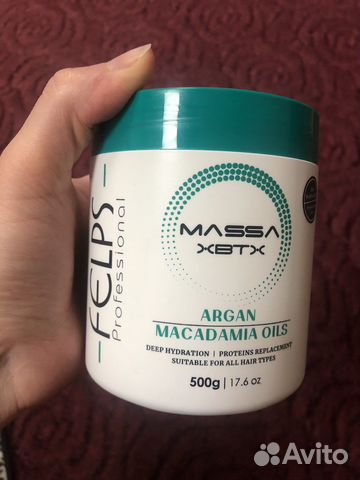 FELPS
Professional
MASSA
XBTX
ARGAN
MACADAMIA OILS
DEEP HYDRATION | PROTEINS REPLACEMENT
SUITABLE FOR ALL HAIR TYPES
500g | 17.6 oz
Avito